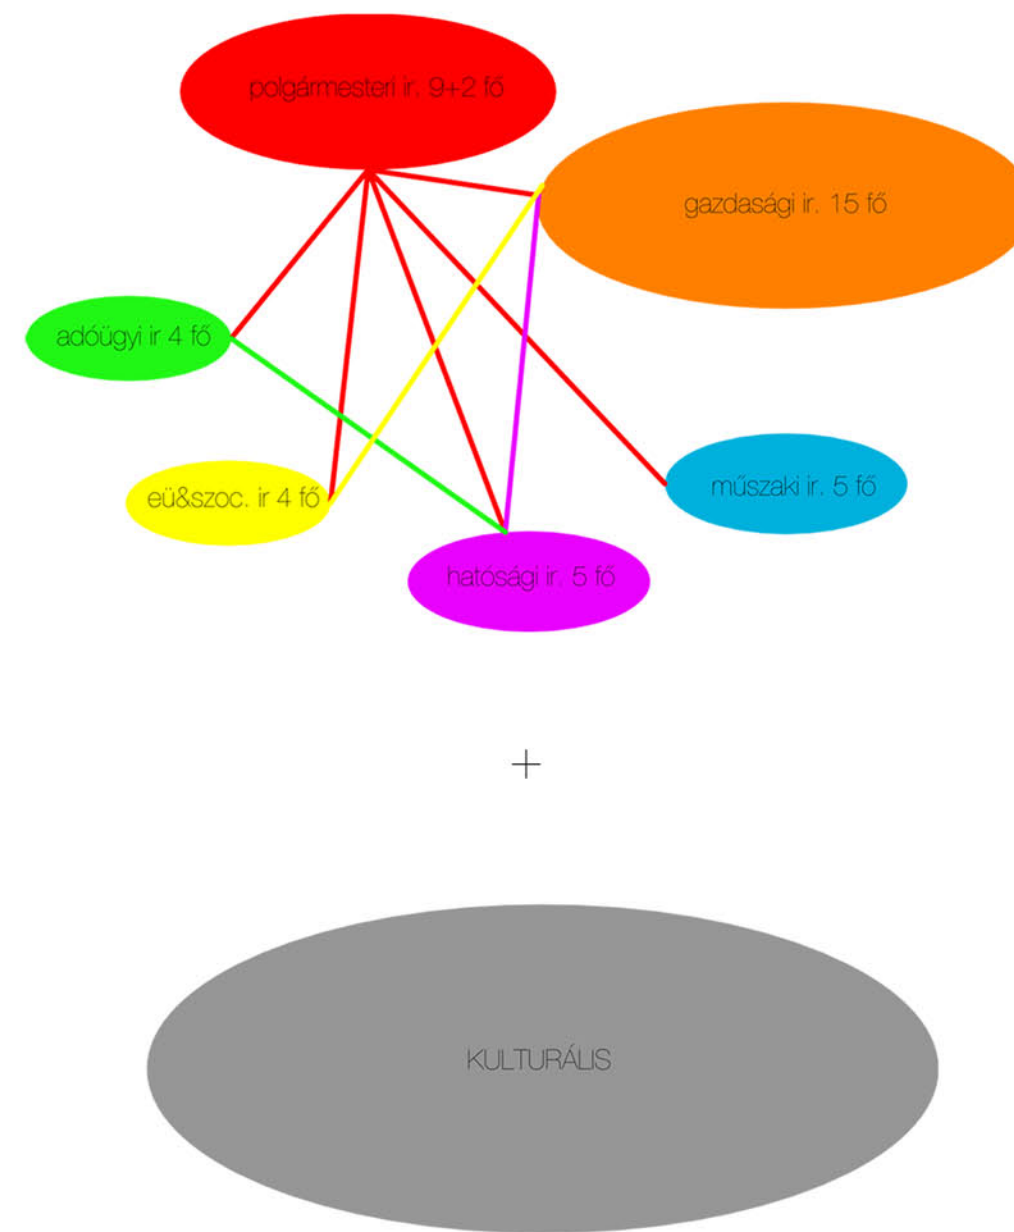 polgármesteri ir. 9+2 fő
gazdasági ir. 15 fő
adóügyi ir 4 fő
eü&szoc. ir 4 fő
műszaki ir. 5 fő
hatósági ir. 5 fő
+
KULTURÁLIS